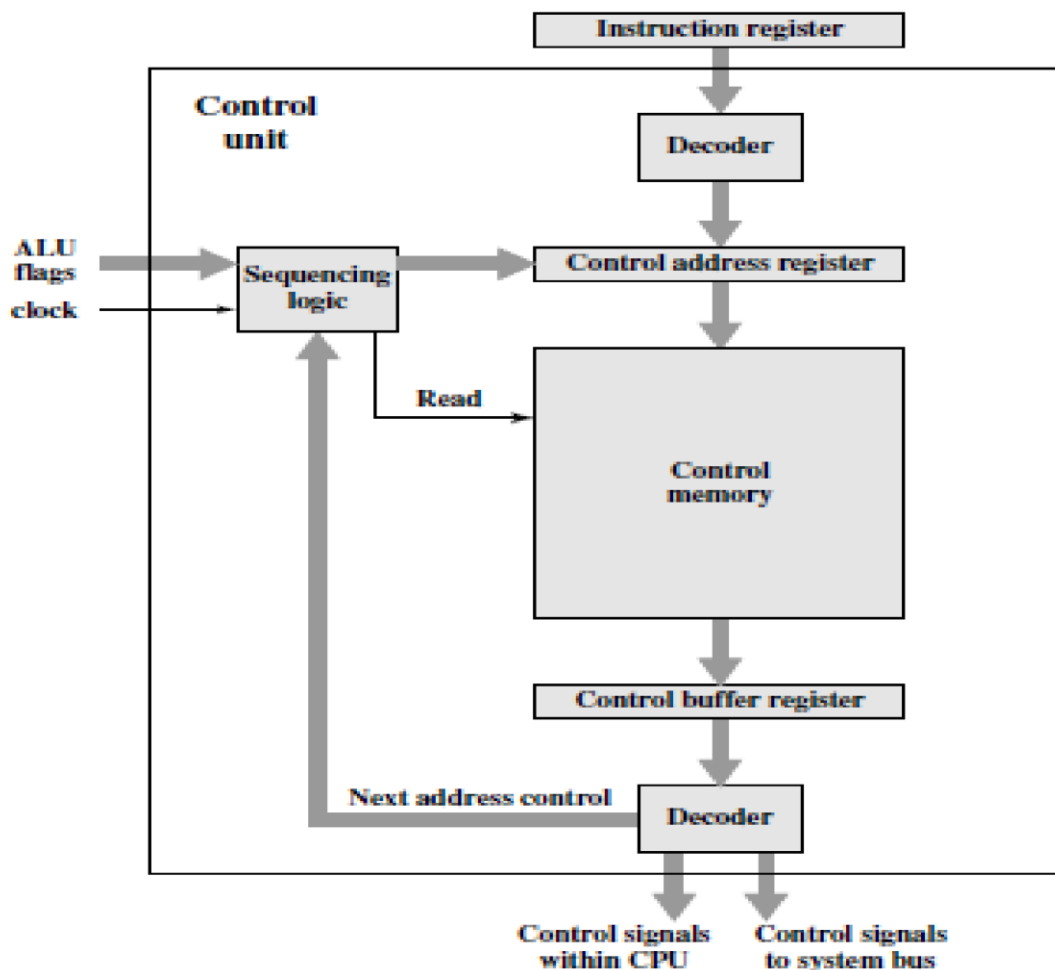 Instruction register
Control
unit
Decoder
ALU
flags
Sequencing
logic
Control address register
clock
Read
Control
memory
Control buffer register
Next address control
Decoder
Control signals
within CPU
Control signals
to system bus